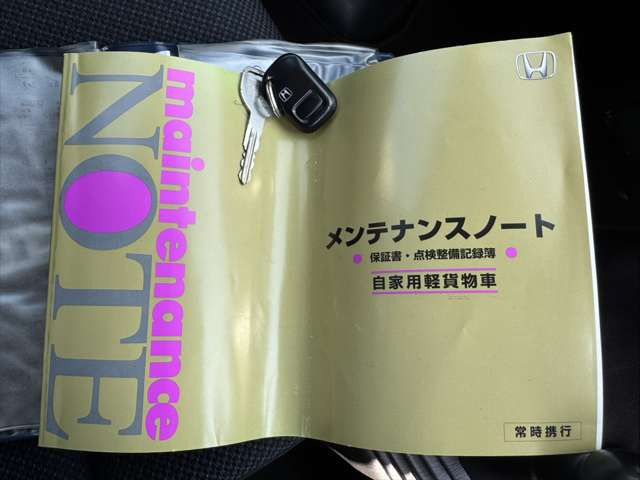 maintenance
NOTE
メンテナンスノート
保証書・点検整備記録簿
自家用軽貨物車
常時携行